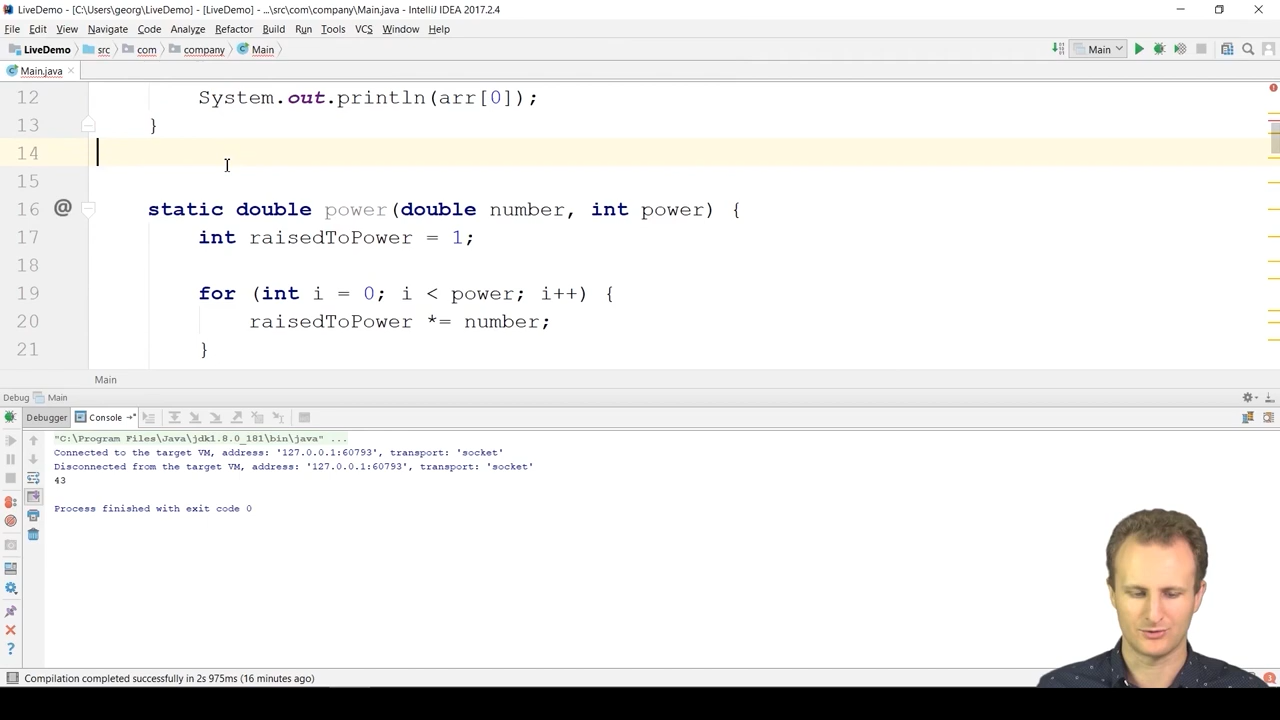 LiveDemo - [C:\Users\georg\LiveDemo] - [LiveDemo] - ...\src\com\company\Main.java - IntelliJ IDEA 2017.2.4
File Edit View Navigate Code Analyze Refactor Build Run Tools VCS Window Help
LiveDemo src com company Main Main
Main.java
12 System.out.println(arr[0]);
13 }
14
15
16 @ static double power(double number, int power) {
17 int raisedToPower = 1;
18
19 for (int i = 0; i < power; i++) {
20 raisedToPower *= number;
21 }
Main
Debug Main
Debugger Console
"C:\Program Files\Java\jdk1.8.0_181\bin\java" ...
Connected to the target VM, address: '127.0.0.1:60793', transport: 'socket'
Disconnected from the target VM, address: '127.0.0.1:60793', transport: 'socket'
43
Process finished with exit code 0
Compilation completed successfully in 2s 975ms (16 minutes ago)